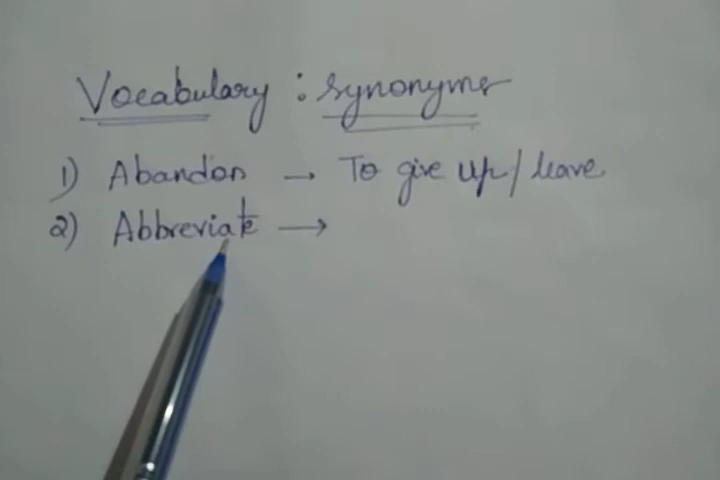 Vocabulary : Synonyms
1) Abandon → To give up / leave
2) Abbreviate →